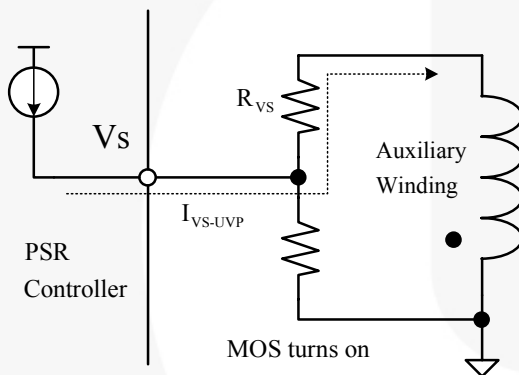 R_VS
Vs
Auxiliary
Winding
I_VS-UVP
PSR
Controller
MOS turns on